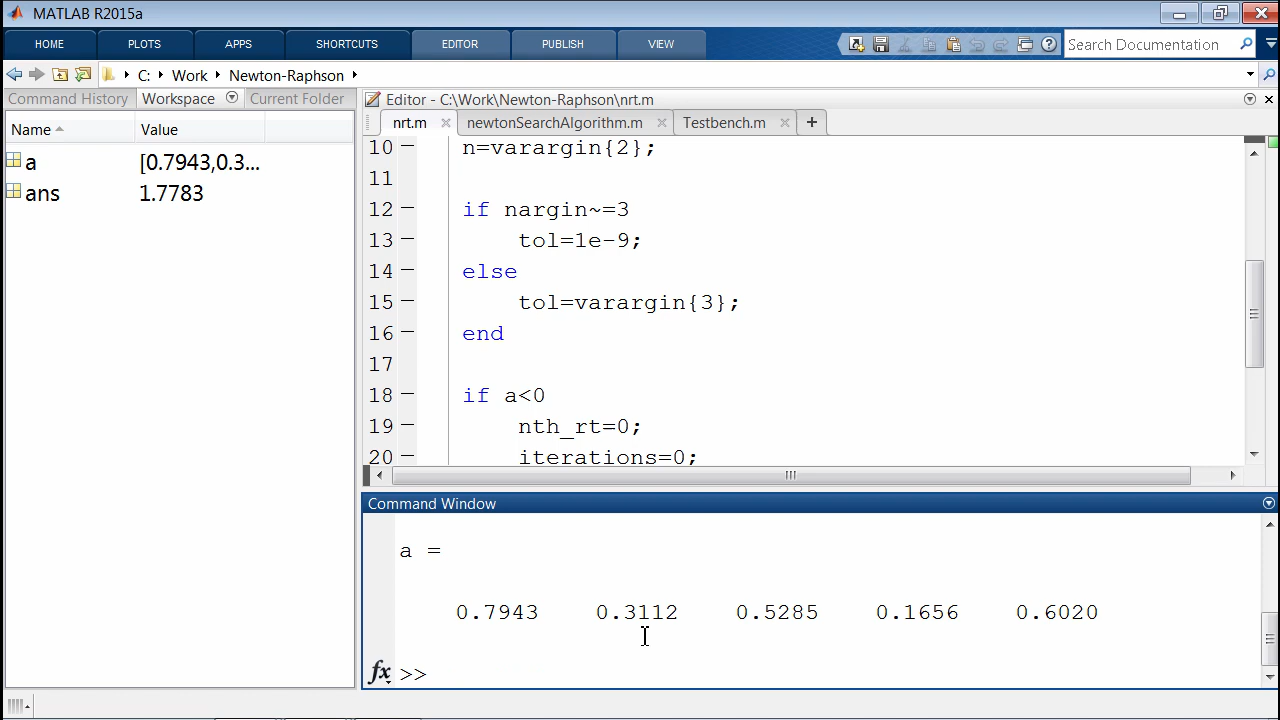 MATLAB R2015a
HOME PLOTS APPS SHORTCUTS EDITOR PUBLISH VIEW Search Documentation
C: Work Newton-Raphson
Command History Workspace Current Folder
Name Value
a [0.7943,0.3...
ans 1.7783
Editor - C:\Work\Newton-Raphson\nrt.m
nrt.m newtonSearchAlgorithm.m Testbench.m +
10 n=varargin{2};
11
12 if nargin~=3
13 tol=1e-9;
14 else
15 tol=varargin{3};
16 end
17
18 if a<0
19 nth_rt=0;
20 iterations=0;
Command Window
a =
0.7943 0.3112 0.5285 0.1656 0.6020
fx >>